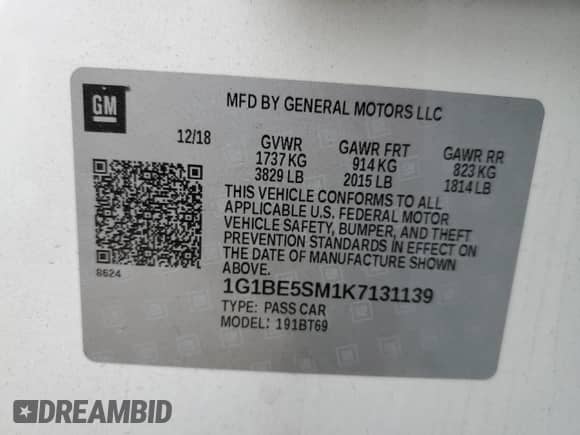 GM
MFD BY GENERAL MOTORS LLC
12/18 GVWR GAWR FRT GAWR RR
1737 KG 914 KG 823 KG
3829 LB 2015 LB 1814 LB
THIS VEHICLE CONFORMS TO ALL
APPLICABLE U.S. FEDERAL MOTOR
VEHICLE SAFETY, BUMPER, AND THEFT
PREVENTION STANDARDS IN EFFECT ON
THE DATE OF MANUFACTURE SHOWN
ABOVE.
8624
1G1BE5SM1K7131139
TYPE: PASS CAR
MODEL: 191BT69
DREAMBID